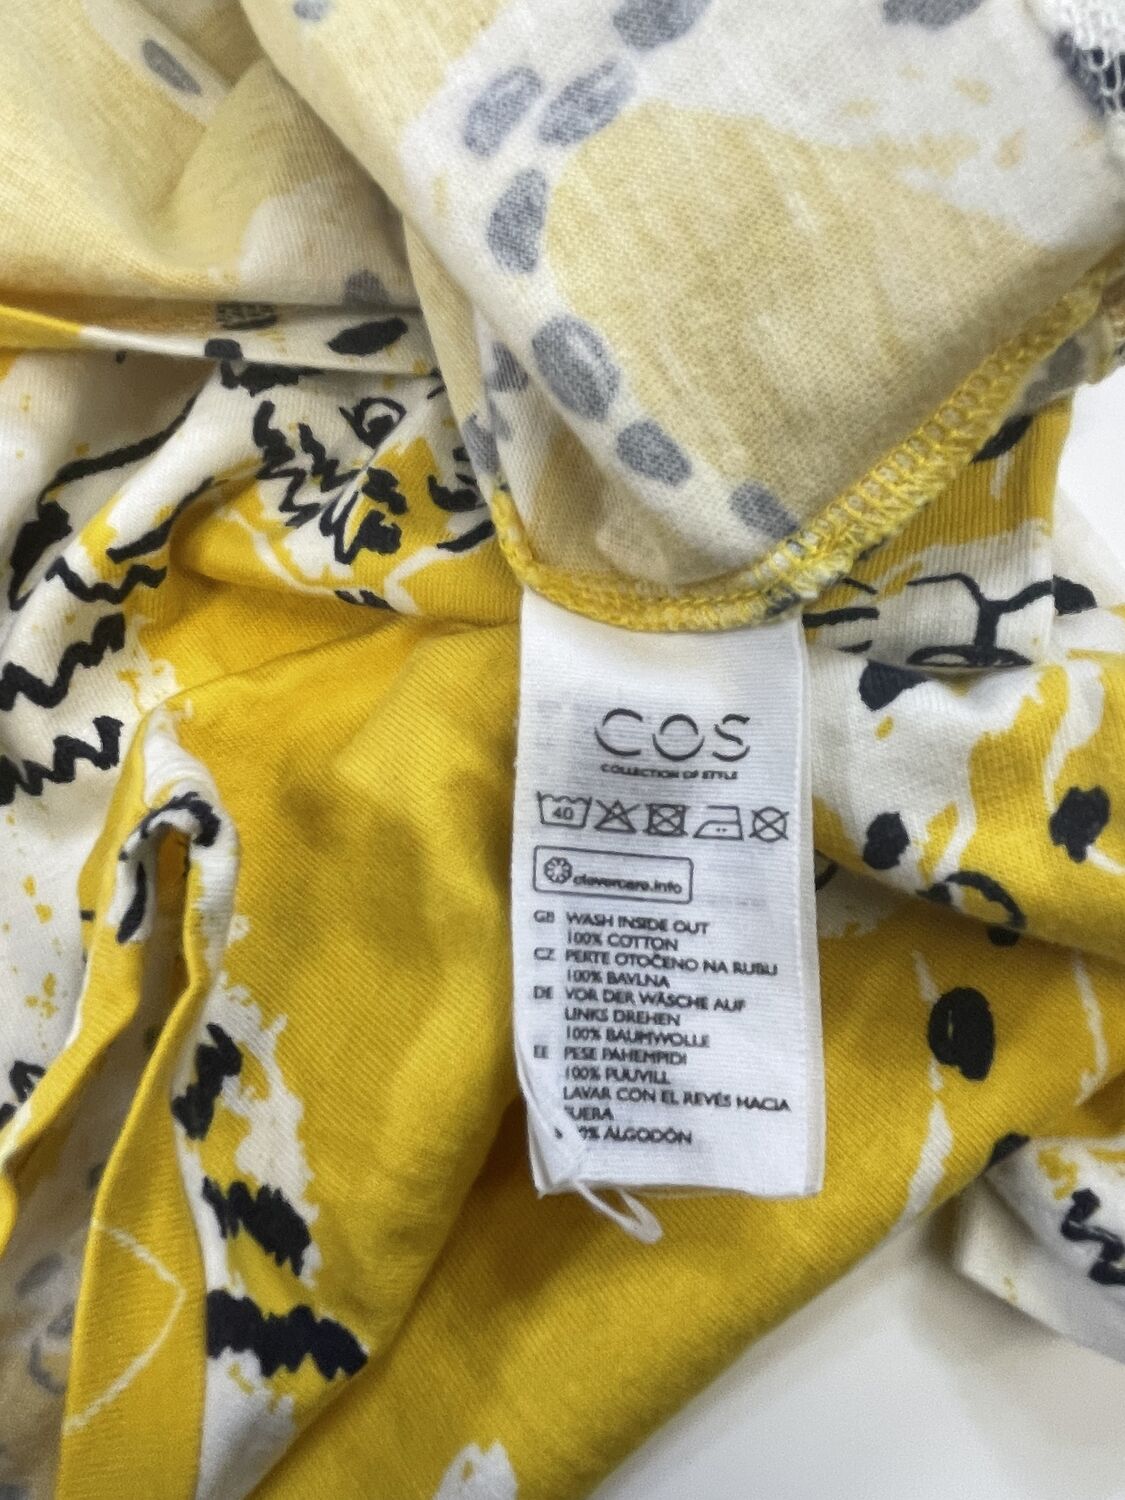 COS
COLLECTION OF STYLE
40
clevercare.info
GB WASH INSIDE OUT
100% COTTON
CZ PERTE OTOČENO NA RUBU
100% BAVLNA
DE VOR DER WÄSCHE AUF
LINKS DREHEN
100% BAUMWOLLE
EE PESE PAHEMPIDI
100% PUUVILL
LAVAR CON EL REVÉS HACIA
ALGODÓN